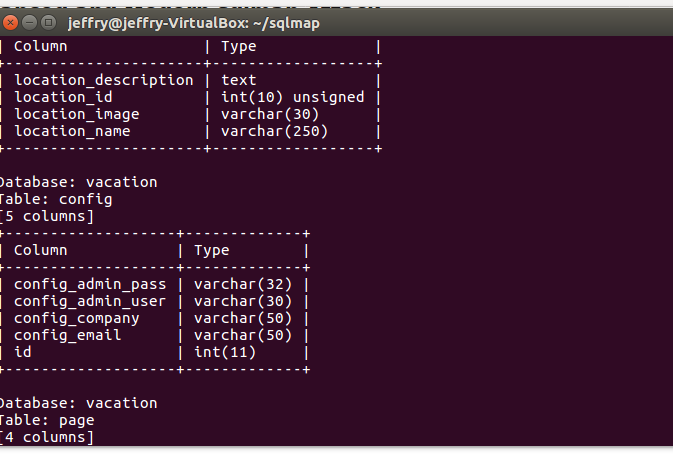 jeffry@jeffry-VirtualBox: ~/sqlmap
| Column | Type |
+---------------------+------------------+
| location_description | text |
| location_id | int(10) unsigned |
| location_image | varchar(30) |
| location_name | varchar(250) |
+---------------------+------------------+
Database: vacation
Table: config
[5 columns]
+-------------------+-------------+
| Column | Type |
+-------------------+-------------+
| config_admin_pass | varchar(32) |
| config_admin_user | varchar(30) |
| config_company | varchar(50) |
| config_email | varchar(50) |
| id | int(11) |
+-------------------+-------------+
Database: vacation
Table: page
[4 columns]